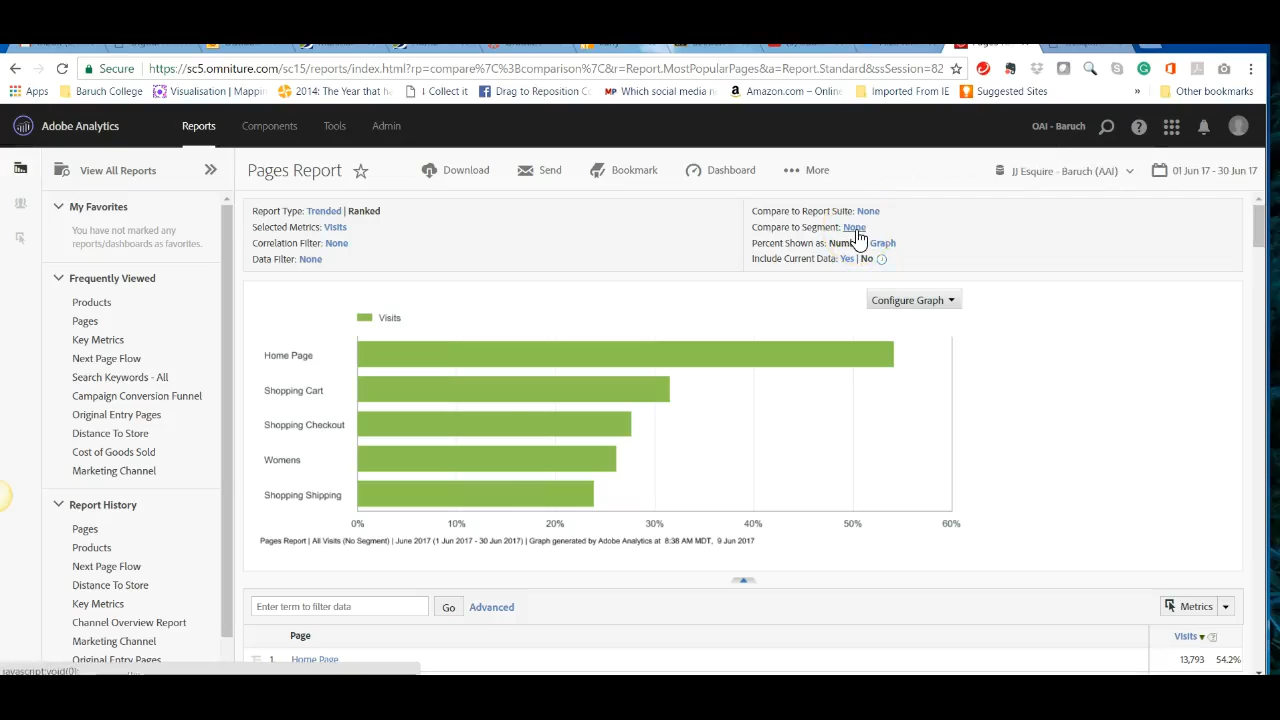 Secure
https://sc5.omniture.com/sc15/reports/index.html?rp=compare%7C%3Bcomparison%7C&r=Report.MostPopularPages&a=Report.Standard&ssSession=82
Apps Baruch College Visualisation | Mappin 2014: The Year that ha I Collect it Drag to Reposition Co Which social media ne Amazon.com – Online Imported From IE Suggested Sites » Other bookmarks
Adobe Analytics Reports Components Tools Admin OAI - Baruch
View All Reports
Pages Report Download Send Bookmark Dashboard More JJ Esquire - Baruch (AAI) 01 Jun 17 - 30 Jun 17
My Favorites
You have not marked any
reports/dashboards as favorites.
Frequently Viewed
Products
Pages
Key Metrics
Next Page Flow
Search Keywords - All
Campaign Conversion Funnel
Original Entry Pages
Distance To Store
Cost of Goods Sold
Marketing Channel
Report History
Pages
Products
Next Page Flow
Distance To Store
Key Metrics
Channel Overview Report
Marketing Channel
Original Entry Pages
javascript:void(0);
Report Type: Trended | Ranked
Selected Metrics: Visits
Correlation Filter: None
Data Filter: None
Compare to Report Suite: None
Compare to Segment: None
Percent Shown as: Numb Graph
Include Current Data: Yes | No
Configure Graph
Visits
Home Page
Shopping Cart
Shopping Checkout
Womens
Shopping Shipping
0% 10% 20% 30% 40% 50% 60%
Pages Report | All Visits (No Segment) | June 2017 (1 Jun 2017 - 30 Jun 2017) | Graph generated by Adobe Analytics at 8:38 AM MDT, 9 Jun 2017
Enter term to filter data Go Advanced Metrics
Page Visits
1. Home Page 13,793 54.2%